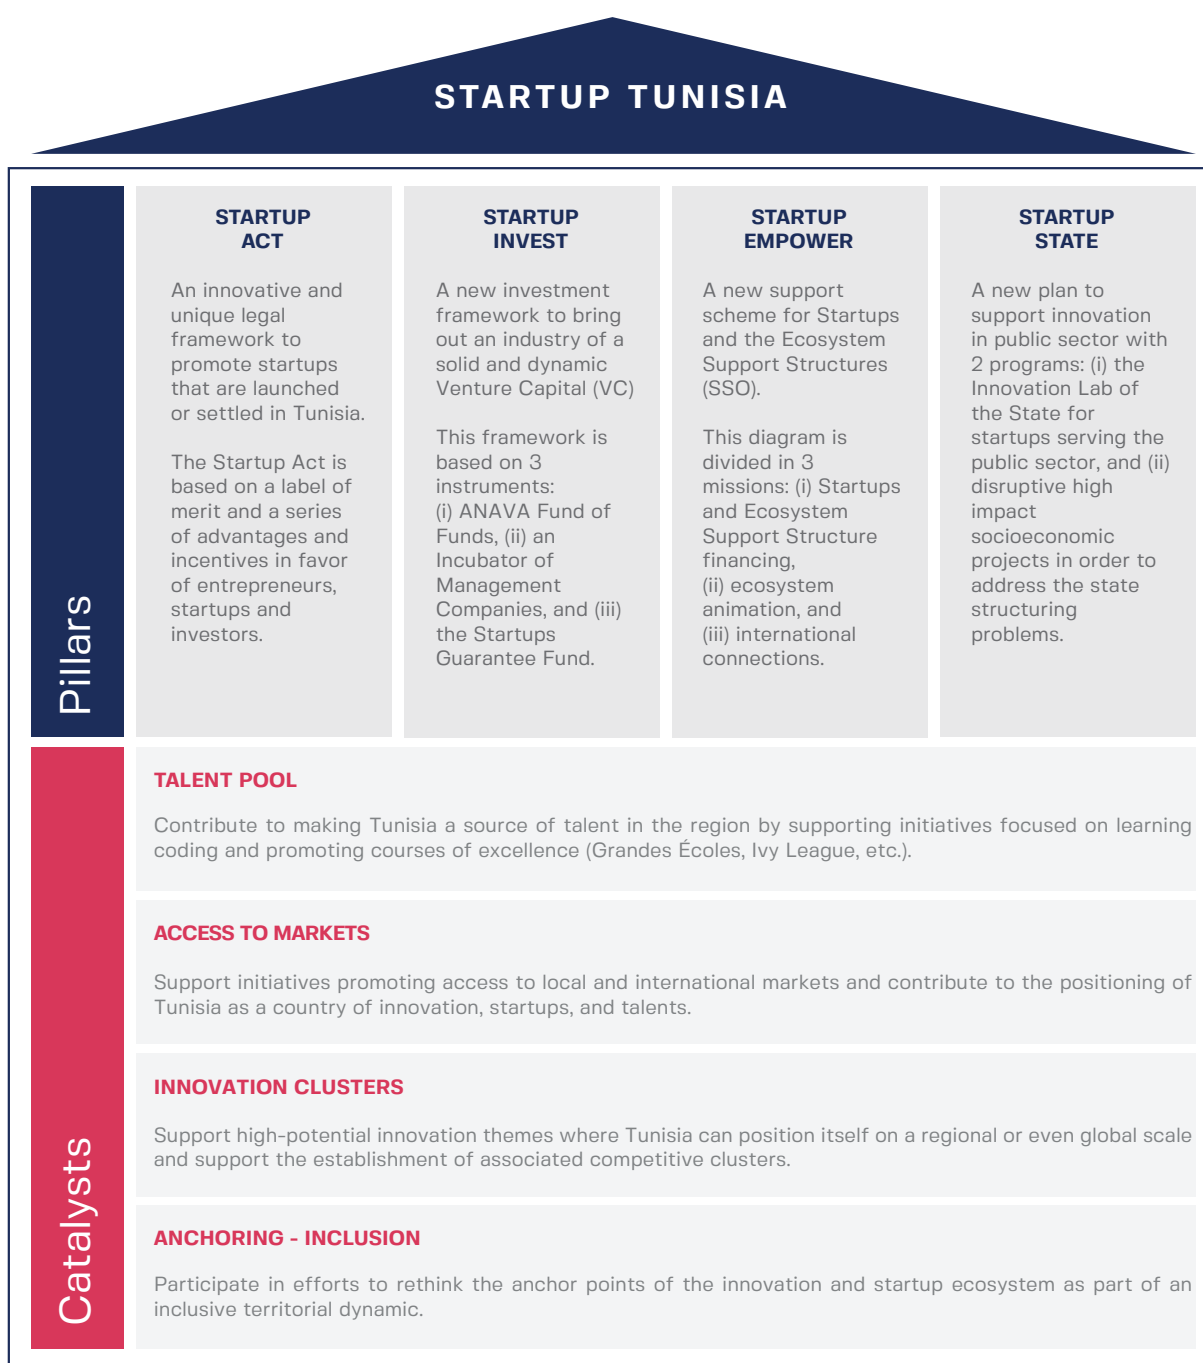 STARTUP TUNISIA
Pillars
STARTUP
ACT
An innovative and
unique legal
framework to
promote startups
that are launched
or settled in Tunisia.
The Startup Act is
based on a label of
merit and a series
of advantages and
incentives in favor
of entrepreneurs,
startups and
investors.
STARTUP
INVEST
A new investment
framework to bring
out an industry of a
solid and dynamic
Venture Capital (VC)
This framework is
based on 3
instruments:
(i) ANAVA Fund of
Funds, (ii) an
Incubator of
Management
Companies, and (iii)
the Startups
Guarantee Fund.
STARTUP
EMPOWER
A new support
scheme for Startups
and the Ecosystem
Support Structures
(SSO).
This diagram is
divided in 3
missions: (i) Startups
and Ecosystem
Support Structure
financing,
(ii) ecosystem
animation, and
(iii) international
connections.
STARTUP
STATE
A new plan to
support innovation
in public sector with
2 programs: (i) the
Innovation Lab of
the State for
startups serving the
public sector, and (ii)
disruptive high
impact
socioeconomic
projects in order to
address the state
structuring
problems.
Catalysts
TALENT POOL
Contribute to making Tunisia a source of talent in the region by supporting initiatives focused on learning
coding and promoting courses of excellence (Grandes Écoles, Ivy League, etc.).
ACCESS TO MARKETS
Support initiatives promoting access to local and international markets and contribute to the positioning of
Tunisia as a country of innovation, startups, and talents.
INNOVATION CLUSTERS
Support high-potential innovation themes where Tunisia can position itself on a regional or even global scale
and support the establishment of associated competitive clusters.
ANCHORING - INCLUSION
Participate in efforts to rethink the anchor points of the innovation and startup ecosystem as part of an
inclusive territorial dynamic.